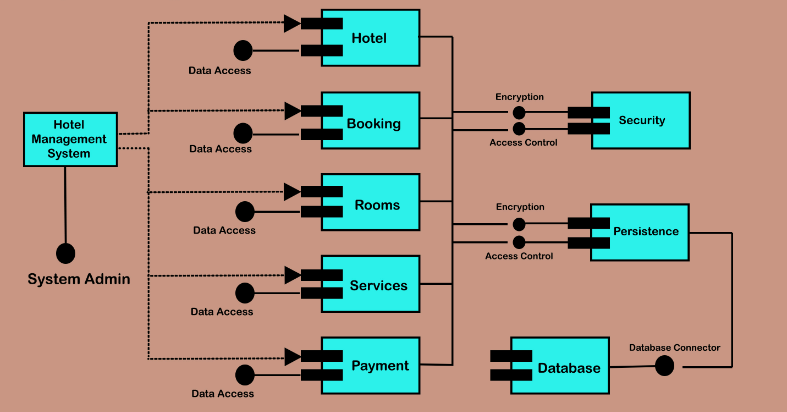 Hotel
Data Access
Encryption
Hotel
Management
System
Booking
Security
Access Control
Data Access
Rooms
Encryption
Data Access
Persistence
Access Control
System Admin
Services
Data Access
Database Connector
Payment
Database
Data Access